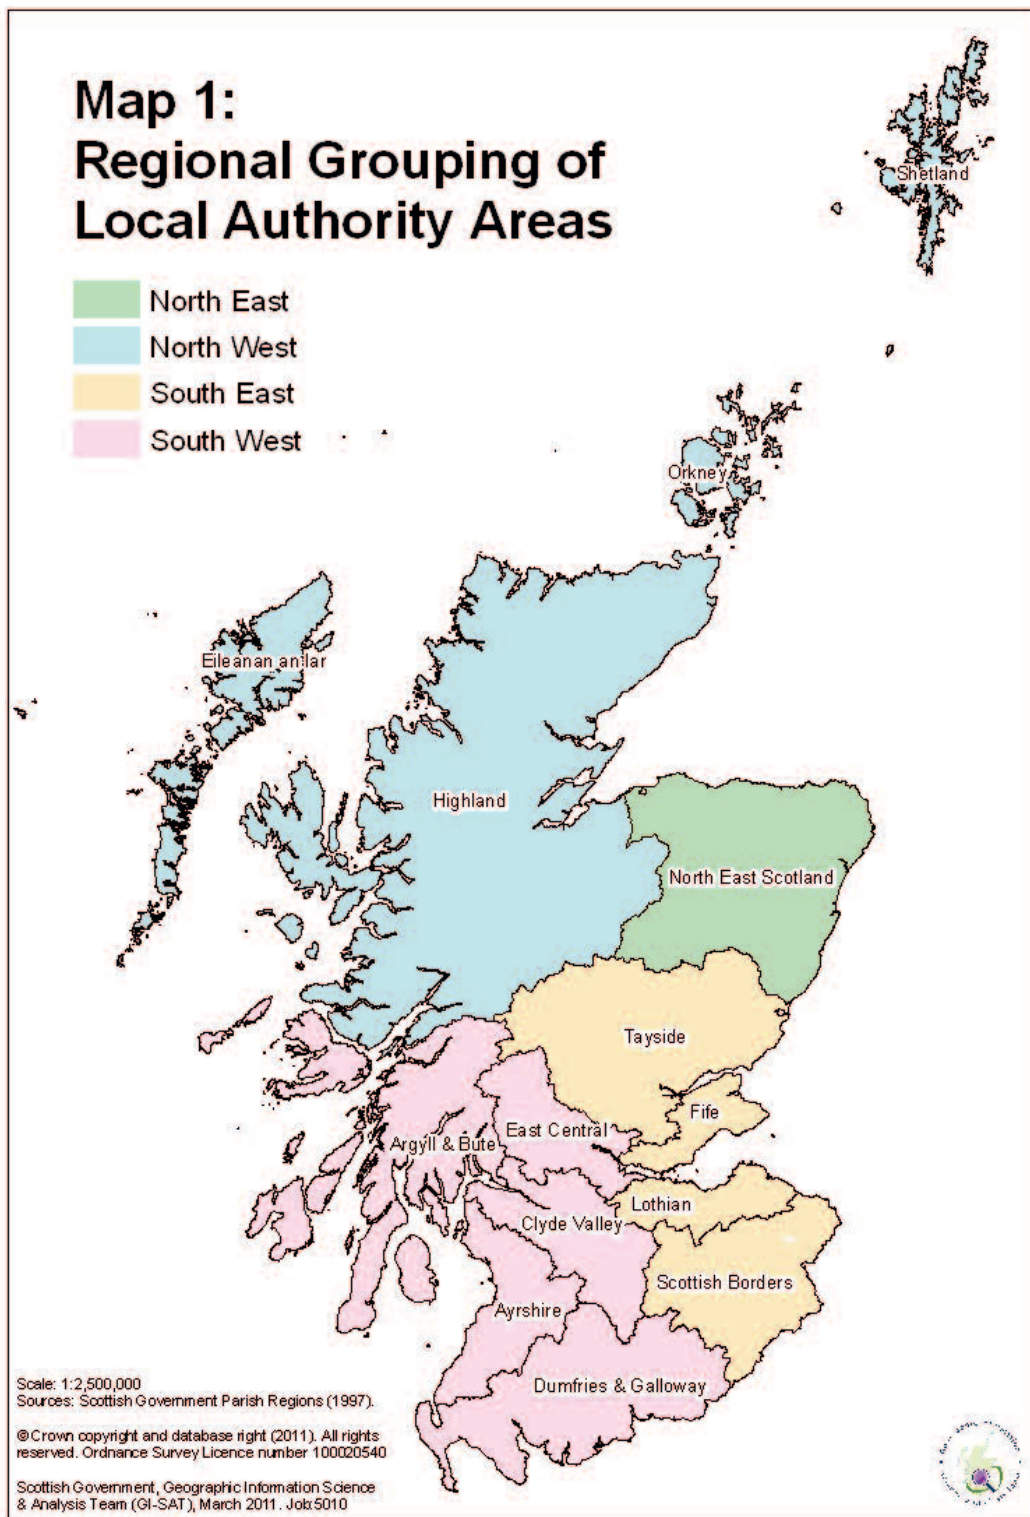 Map 1:
Regional Grouping of
Local Authority Areas
North East
North West
South East
South West
Shetland
Orkney
Eileanan an Iar
Highland
North East Scotland
Tayside
Fife
East Central
Argyll & Bute
Lothian
Clyde Valley
Scottish Borders
Ayrshire
Dumfries & Galloway
Scale: 1:2,500,000
Sources: Scottish Government Parish Regions (1997).
©Crown copyright and database right (2011). All rights
reserved. Ordnance Survey Licence number 100020540
Scottish Government, Geographic Information Science
& Analysis Team (GI-SAT), March 2011. Job5010